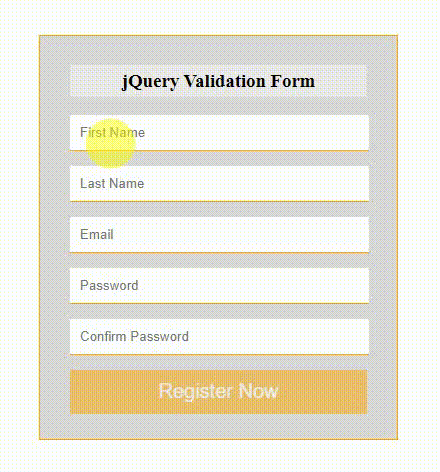 jQuery Validation Form
First Name
Last Name
Email
Password
Confirm Password
Register Now